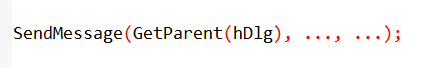 SendMessage(GetParent(hDlg), ..., ...);